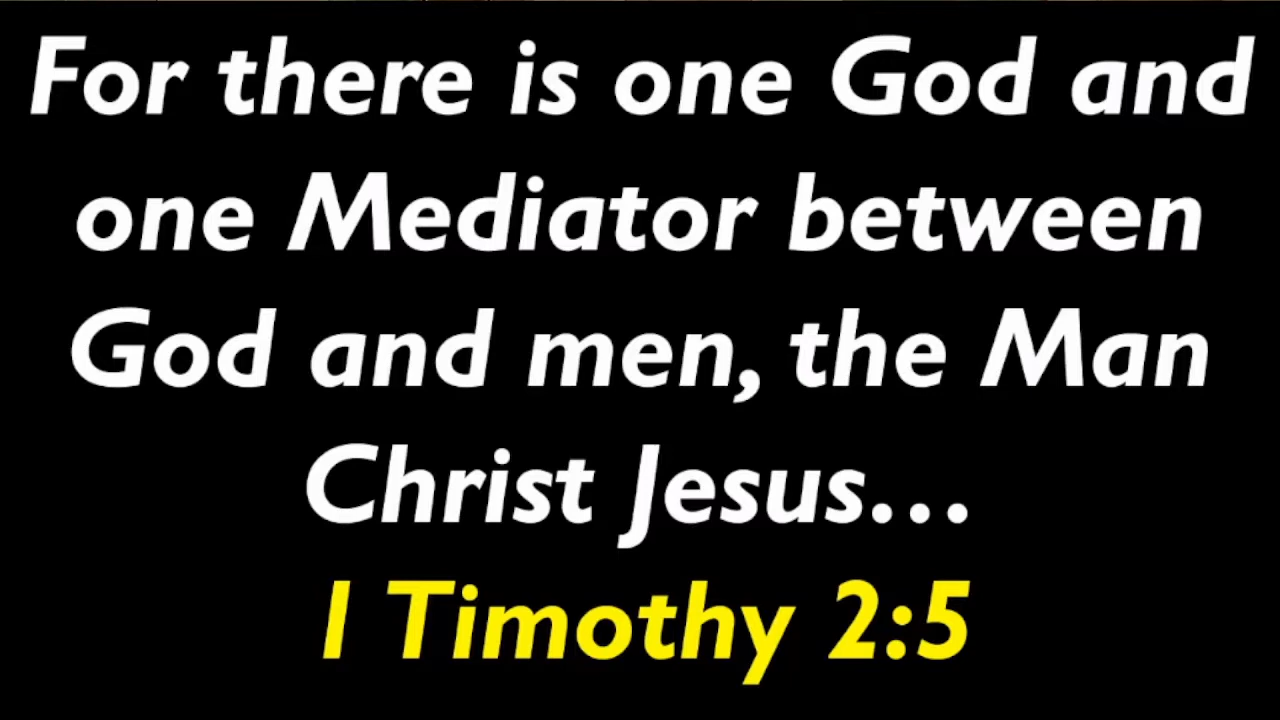 For there is one God and
one Mediator between
God and men, the Man
Christ Jesus...
1 Timothy 2:5